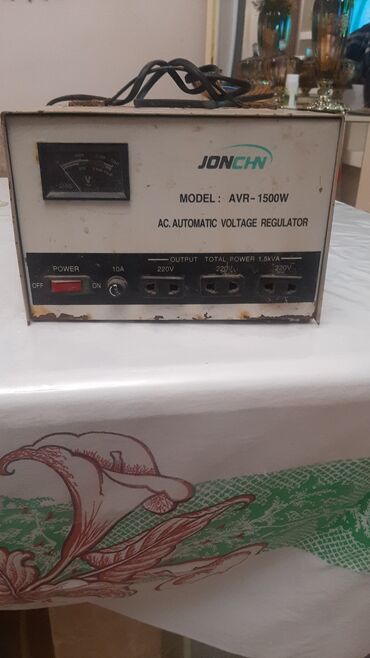 JONCHN
MODEL: AVR-1500W
AC. AUTOMATIC VOLTAGE REGULATOR
OUTPUT TOTAL POWER 1.5kVA
POWER 10A 220V 220V 220V
OFF ON
V